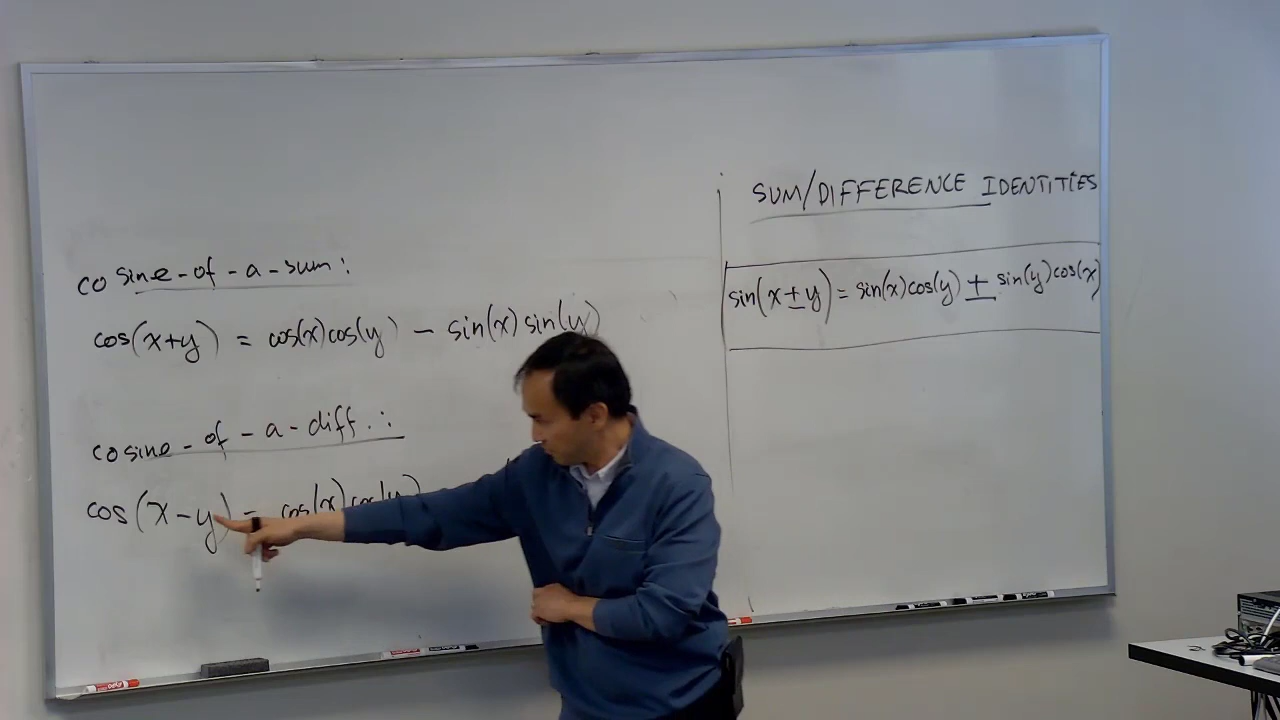 cosine-of-a-sum:
cos(x+y) = cos(x)cos(y) - sin(x)sin(y)
cosine-of-a-diff.:
cos(x-y) = cos(x)cos(y)
SUM/DIFFERENCE IDENTITIES
sin(x±y) = sin(x)cos(y) ± sin(y)cos(x)